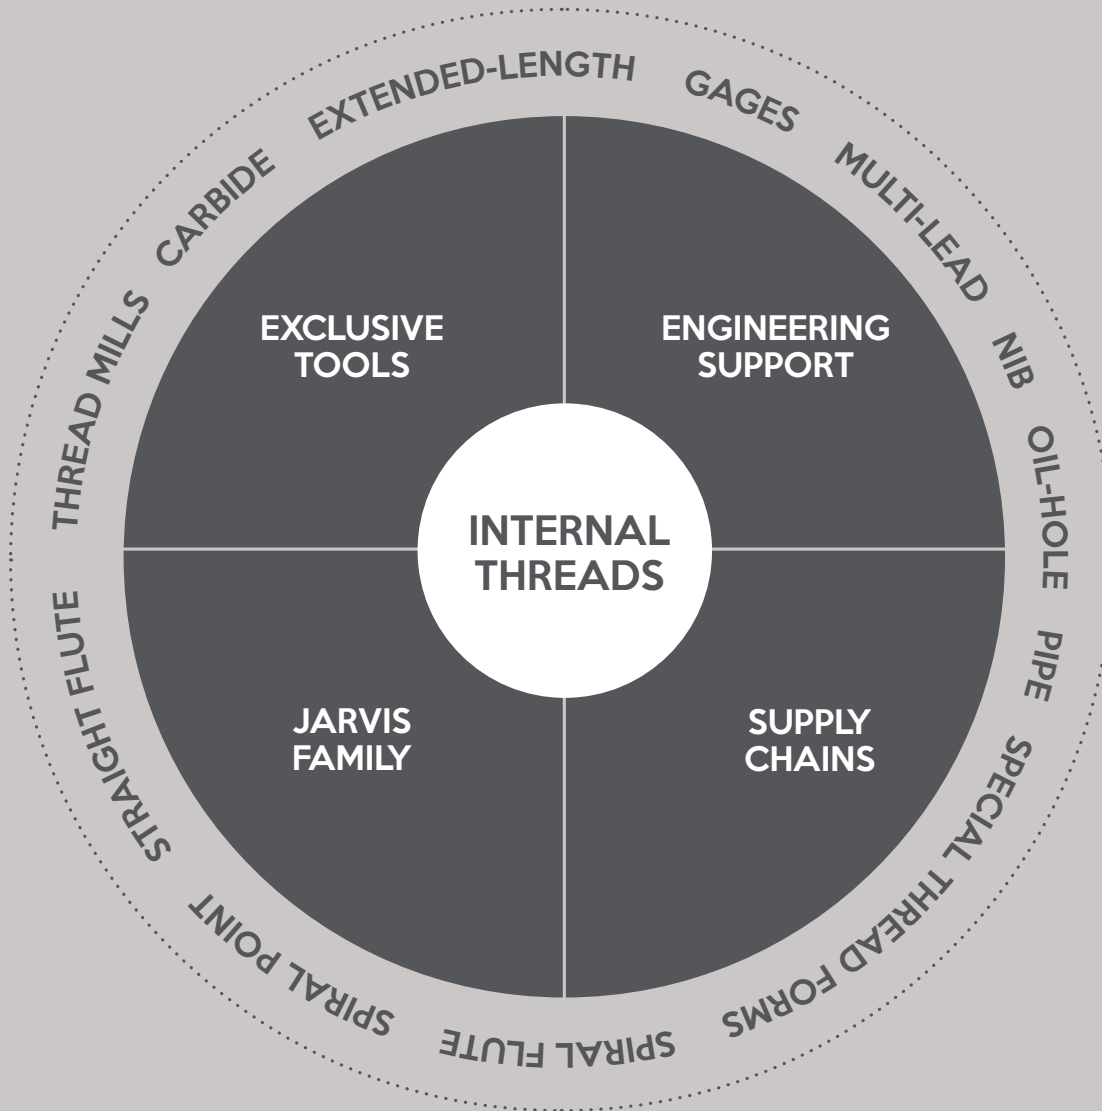 CARBIDE
EXTENDED-LENGTH
GAGES
MULTI-LEAD
NIB
OIL-HOLE
PIPE
SPECIAL THREAD FORMS
SPIRAL FLUTE
SPIRAL POINT
STRAIGHT FLUTE
THREAD MILLS
EXCLUSIVE
TOOLS
ENGINEERING
SUPPORT
INTERNAL
THREADS
JARVIS
FAMILY
SUPPLY
CHAINS